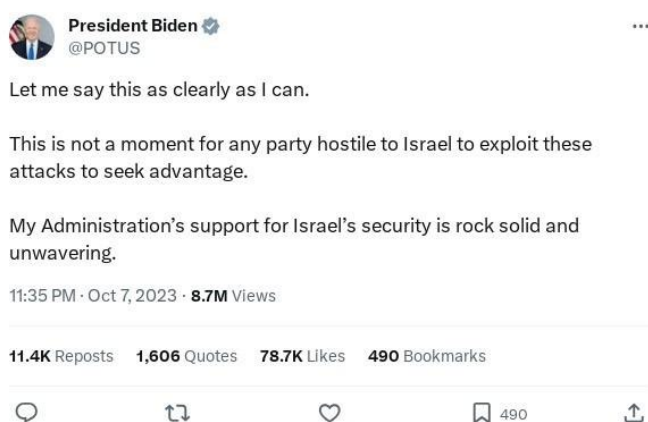 President Biden
@POTUS
Let me say this as clearly as I can.
This is not a moment for any party hostile to Israel to exploit these
attacks to seek advantage.
My Administration’s support for Israel’s security is rock solid and
unwavering.
11:35 PM · Oct 7, 2023 · 8.7M Views
11.4K Reposts 1,606 Quotes 78.7K Likes 490 Bookmarks
490